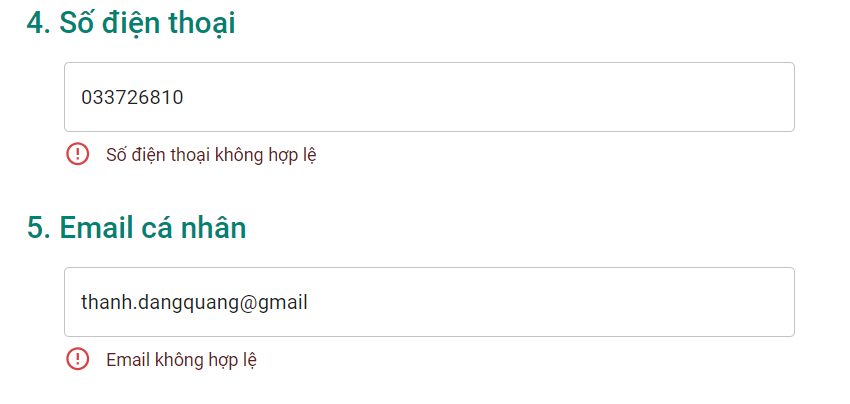 4. Số điện thoại
033726810
Số điện thoại không hợp lệ
5. Email cá nhân
thanh.dangquang@gmail
Email không hợp lệ